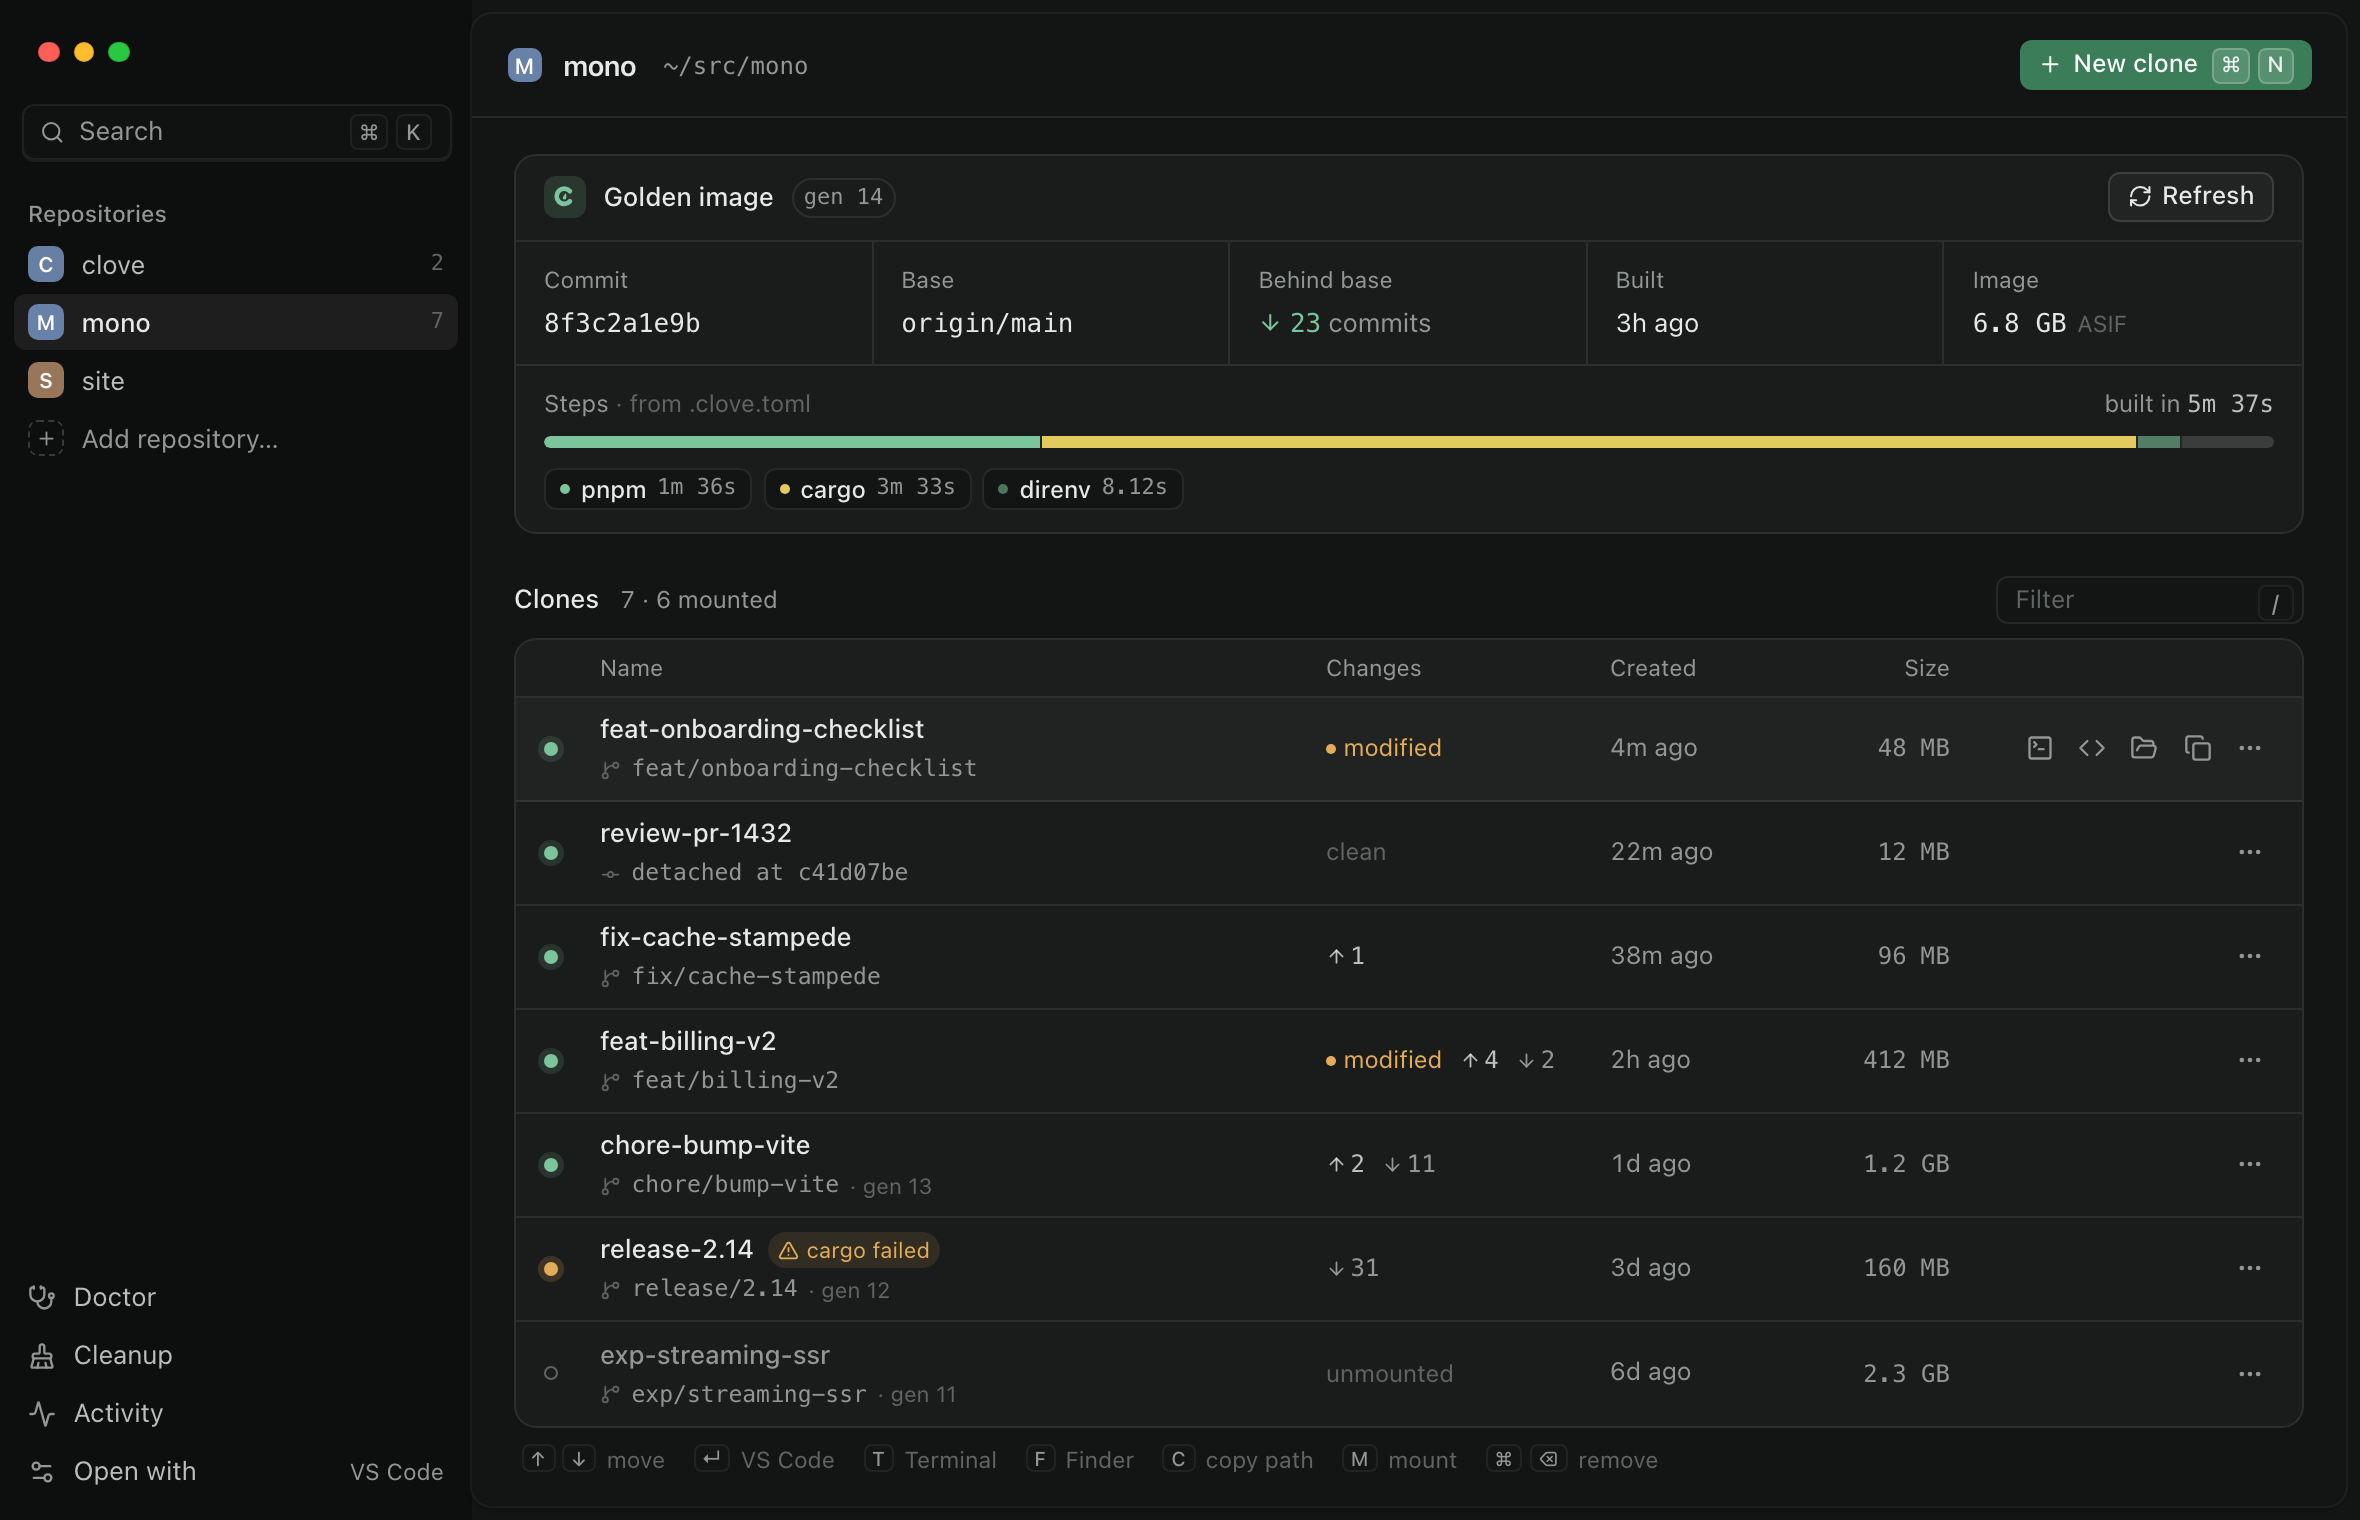 Search ⌘ K
Repositories
C clove 2
M mono 7
S site
+ Add repository...
Doctor
Cleanup
Activity
Open with VS Code
M mono ~/src/mono
+ New clone ⌘ N
Golden image gen 14
Refresh
Commit
8f3c2a1e9b
Base
origin/main
Behind base
↓ 23 commits
Built
3h ago
Image
6.8 GB ASIF
Steps · from .clove.toml
built in 5m 37s
pnpm 1m 36s
cargo 3m 33s
direnv 8.12s
Clones 7 · 6 mounted
Filter /
Name Changes Created Size
feat-onboarding-checklist
feat/onboarding-checklist
modified
4m ago
48 MB
review-pr-1432
detached at c41d07be
clean
22m ago
12 MB
fix-cache-stampede
fix/cache-stampede
↑ 1
38m ago
96 MB
feat-billing-v2
feat/billing-v2
modified ↑ 4 ↓ 2
2h ago
412 MB
chore-bump-vite
chore/bump-vite · gen 13
↑ 2 ↓ 11
1d ago
1.2 GB
release-2.14 cargo failed
release/2.14 · gen 12
↓ 31
3d ago
160 MB
exp-streaming-ssr
exp/streaming-ssr · gen 11
unmounted
6d ago
2.3 GB
↑ ↓ move ↵ VS Code T Terminal F Finder C copy path M mount ⌘ ⌫ remove